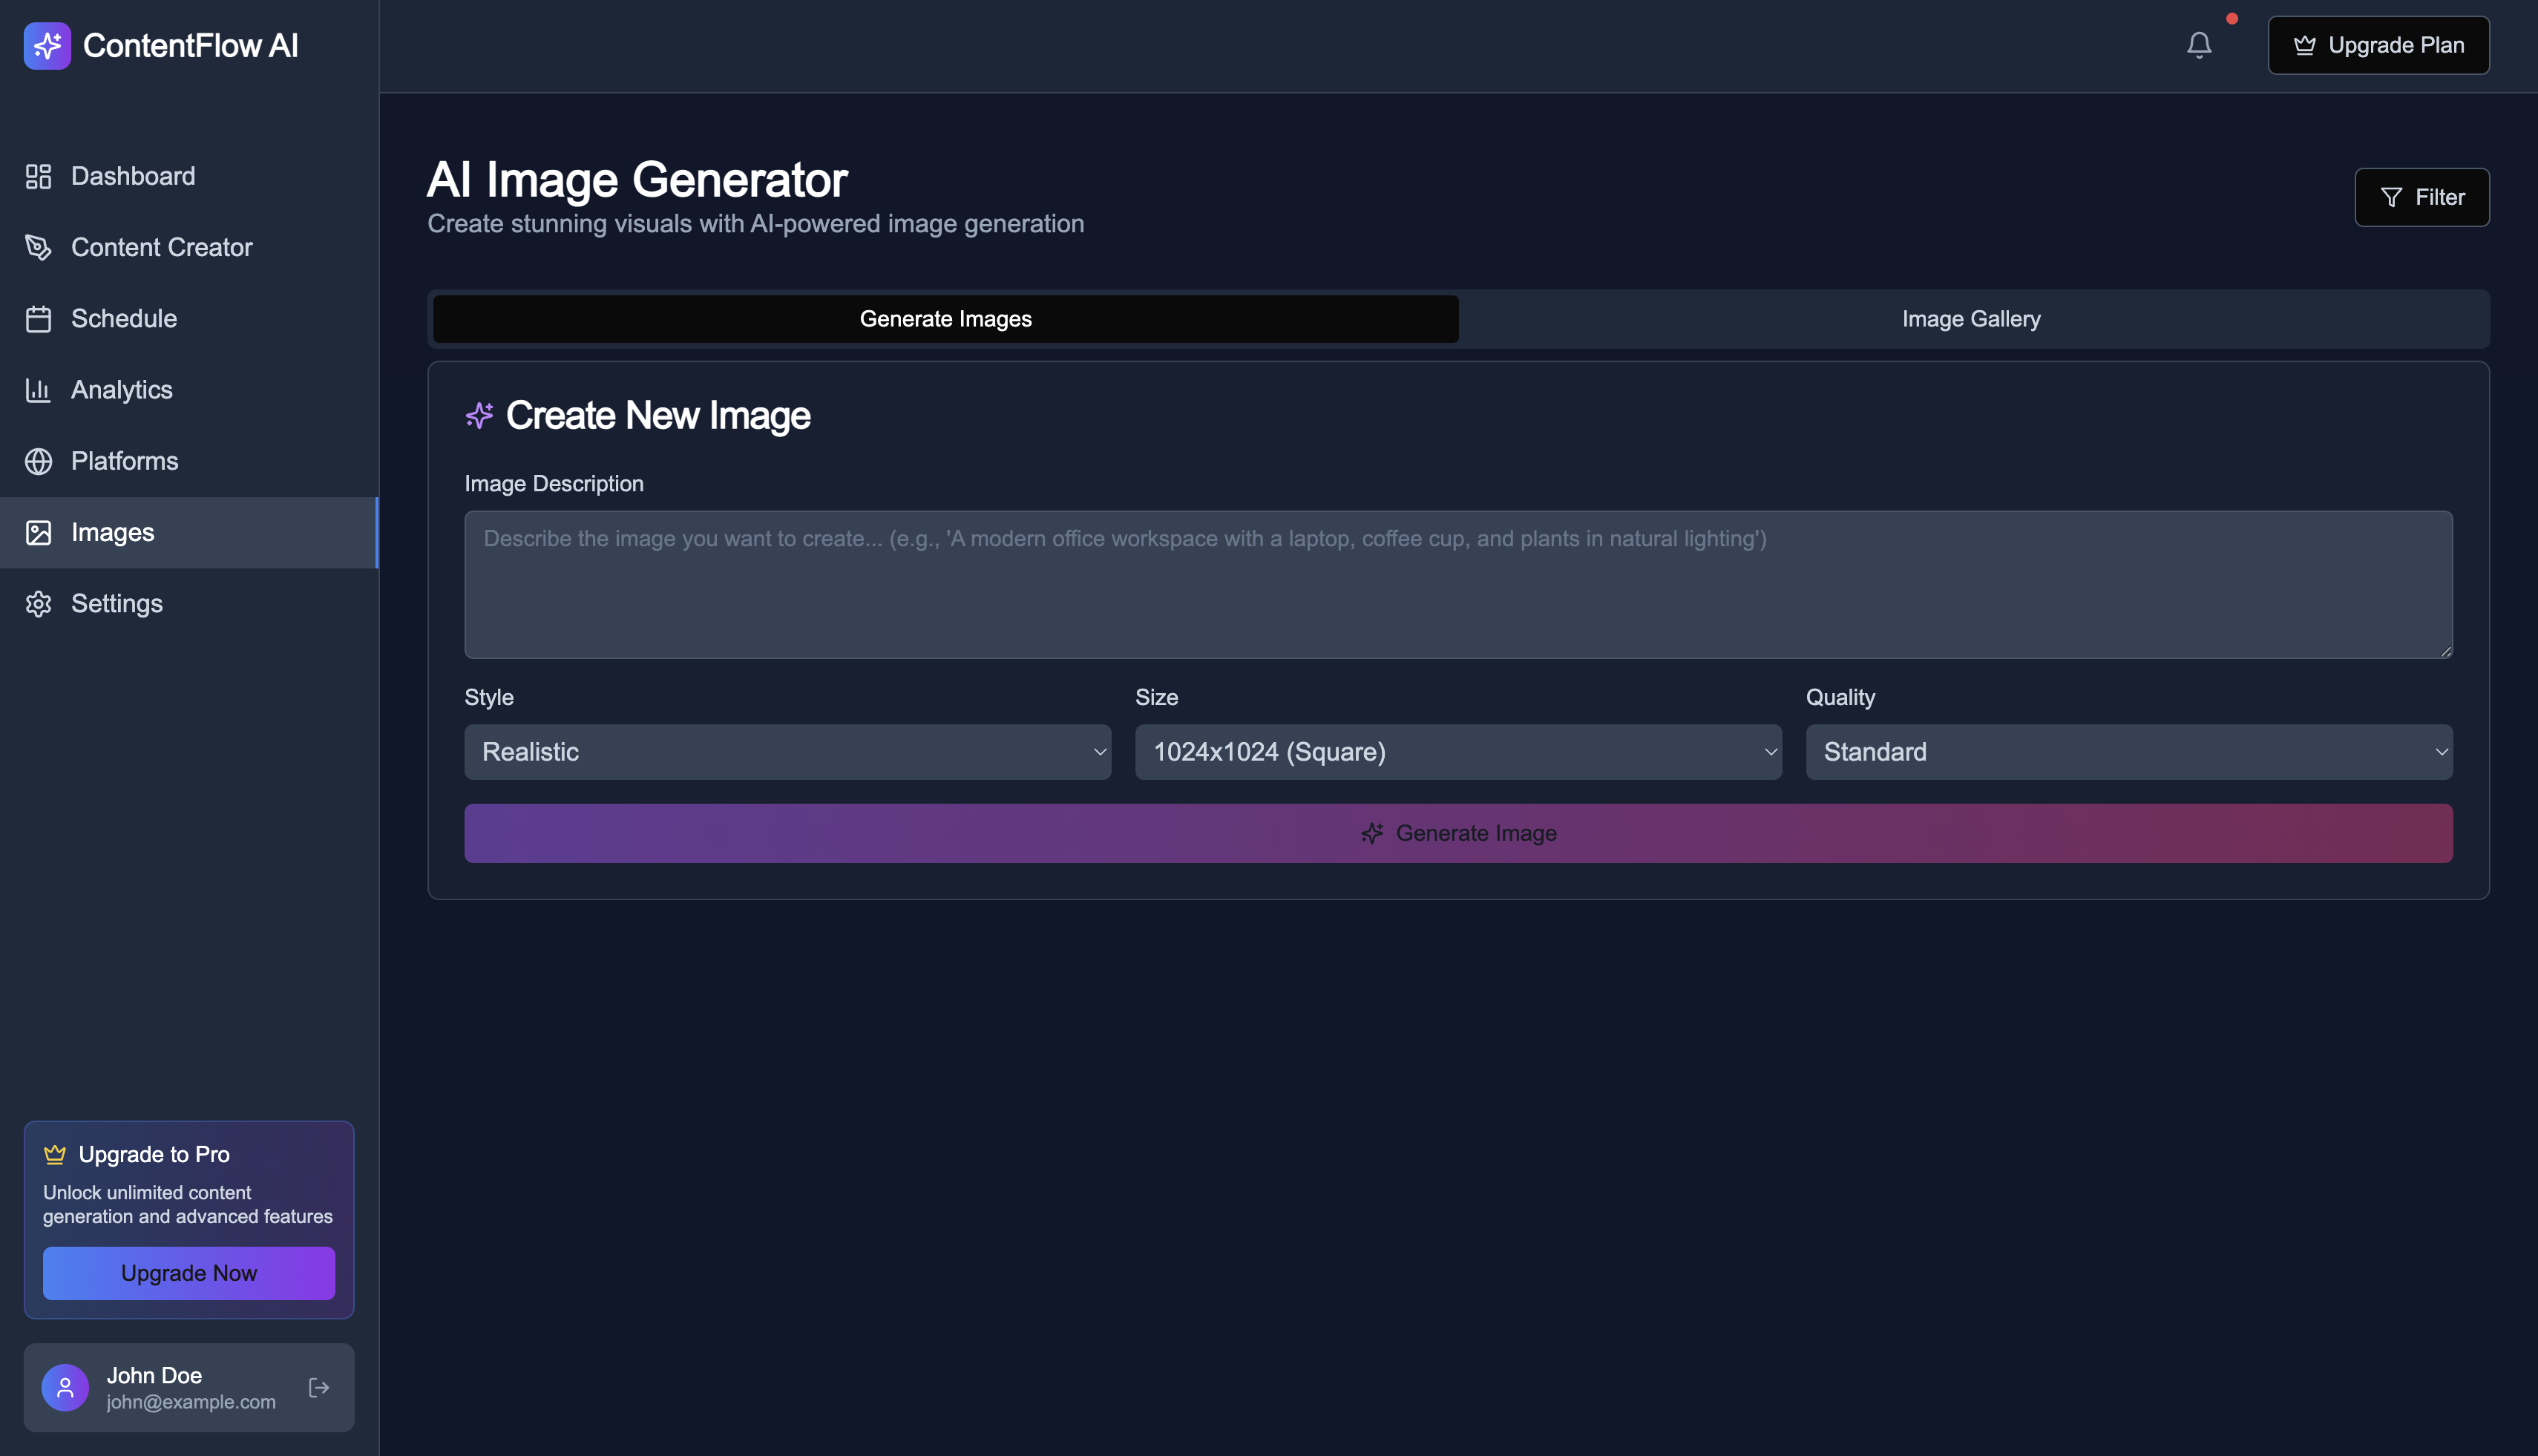 ContentFlow AI
Upgrade Plan
Dashboard
Content Creator
Schedule
Analytics
Platforms
Images
Settings
AI Image Generator
Create stunning visuals with AI-powered image generation
Filter
Generate Images
Image Gallery
Create New Image
Image Description
Describe the image you want to create... (e.g., 'A modern office workspace with a laptop, coffee cup, and plants in natural lighting')
Style
Size
Quality
Realistic
1024x1024 (Square)
Standard
Generate Image
Upgrade to Pro
Unlock unlimited content
generation and advanced features
Upgrade Now
John Doe
john@example.com